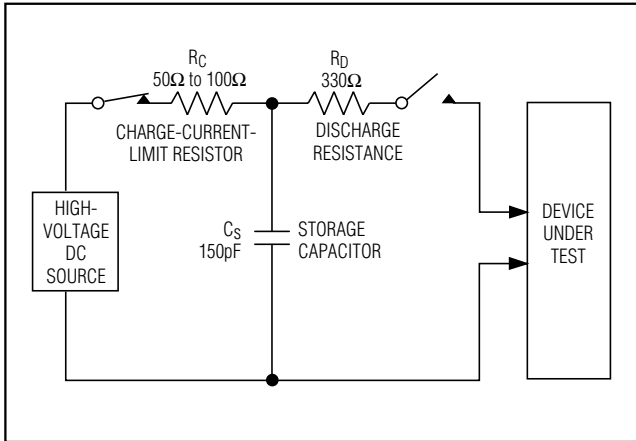 R_C
50Ω to 100Ω
CHARGE-CURRENT-
LIMIT RESISTOR
R_D
330Ω
DISCHARGE
RESISTANCE
HIGH-
VOLTAGE
DC
SOURCE
C_S
150pF
STORAGE
CAPACITOR
DEVICE
UNDER
TEST